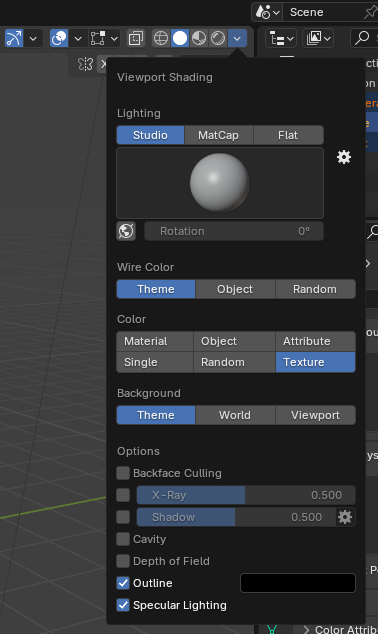 Scene
Viewport Shading
Lighting
Studio MatCap Flat
Rotation 0°
Wire Color
Theme Object Random
Color
Material Object Attribute
Single Random Texture
Background
Theme World Viewport
Options
Backface Culling
X-Ray 0.500
Shadow 0.500
Cavity
Depth of Field
Outline
Specular Lighting
Color Attrib